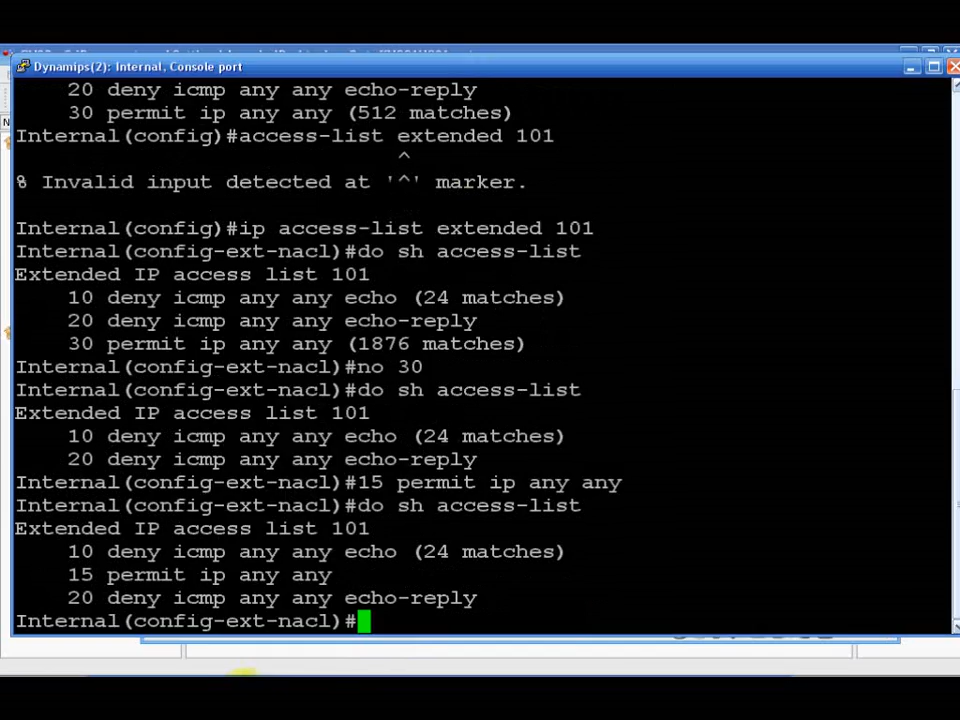 Dynamips(2): Internal, Console port
20 deny icmp any any echo-reply
30 permit ip any any (512 matches)
Internal(config)#access-list extended 101
^
% Invalid input detected at '^' marker.
Internal(config)#ip access-list extended 101
Internal(config-ext-nacl)#do sh access-list
Extended IP access list 101
10 deny icmp any any echo (24 matches)
20 deny icmp any any echo-reply
30 permit ip any any (1876 matches)
Internal(config-ext-nacl)#no 30
Internal(config-ext-nacl)#do sh access-list
Extended IP access list 101
10 deny icmp any any echo (24 matches)
20 deny icmp any any echo-reply
Internal(config-ext-nacl)#15 permit ip any any
Internal(config-ext-nacl)#do sh access-list
Extended IP access list 101
10 deny icmp any any echo (24 matches)
15 permit ip any any
20 deny icmp any any echo-reply
Internal(config-ext-nacl)#